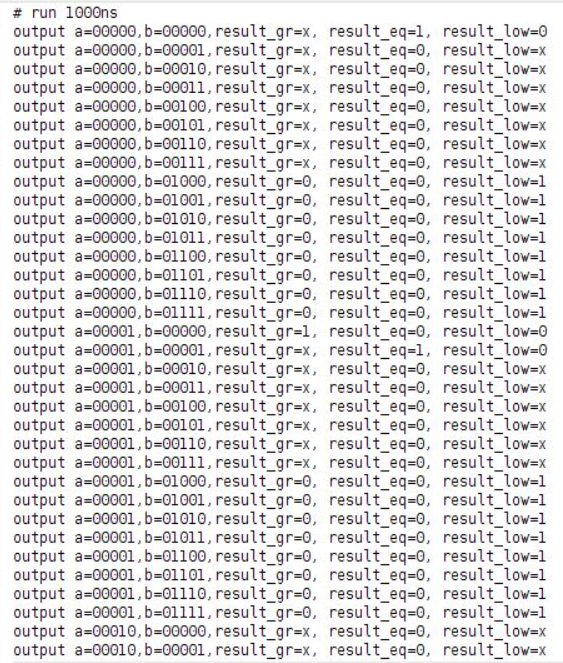 # run 1000ns
output a=00000,b=00000,result_gr=x, result_eq=1, result_low=0
output a=00000,b=00001,result_gr=x, result_eq=0, result_low=x
output a=00000,b=00010,result_gr=x, result_eq=0, result_low=x
output a=00000,b=00011,result_gr=x, result_eq=0, result_low=x
output a=00000,b=00100,result_gr=x, result_eq=0, result_low=x
output a=00000,b=00101,result_gr=x, result_eq=0, result_low=x
output a=00000,b=00110,result_gr=x, result_eq=0, result_low=x
output a=00000,b=00111,result_gr=x, result_eq=0, result_low=x
output a=00000,b=01000,result_gr=0, result_eq=0, result_low=1
output a=00000,b=01001,result_gr=0, result_eq=0, result_low=1
output a=00000,b=01010,result_gr=0, result_eq=0, result_low=1
output a=00000,b=01011,result_gr=0, result_eq=0, result_low=1
output a=00000,b=01100,result_gr=0, result_eq=0, result_low=1
output a=00000,b=01101,result_gr=0, result_eq=0, result_low=1
output a=00000,b=01110,result_gr=0, result_eq=0, result_low=1
output a=00000,b=01111,result_gr=0, result_eq=0, result_low=1
output a=00001,b=00000,result_gr=1, result_eq=0, result_low=0
output a=00001,b=00001,result_gr=x, result_eq=1, result_low=0
output a=00001,b=00010,result_gr=x, result_eq=0, result_low=x
output a=00001,b=00011,result_gr=x, result_eq=0, result_low=x
output a=00001,b=00100,result_gr=x, result_eq=0, result_low=x
output a=00001,b=00101,result_gr=x, result_eq=0, result_low=x
output a=00001,b=00110,result_gr=x, result_eq=0, result_low=x
output a=00001,b=00111,result_gr=x, result_eq=0, result_low=x
output a=00001,b=01000,result_gr=0, result_eq=0, result_low=1
output a=00001,b=01001,result_gr=0, result_eq=0, result_low=1
output a=00001,b=01010,result_gr=0, result_eq=0, result_low=1
output a=00001,b=01011,result_gr=0, result_eq=0, result_low=1
output a=00001,b=01100,result_gr=0, result_eq=0, result_low=1
output a=00001,b=01101,result_gr=0, result_eq=0, result_low=1
output a=00001,b=01110,result_gr=0, result_eq=0, result_low=1
output a=00001,b=01111,result_gr=0, result_eq=0, result_low=1
output a=00010,b=00000,result_gr=x, result_eq=0, result_low=x
output a=00010,b=00001,result_gr=x, result_eq=0, result_low=x